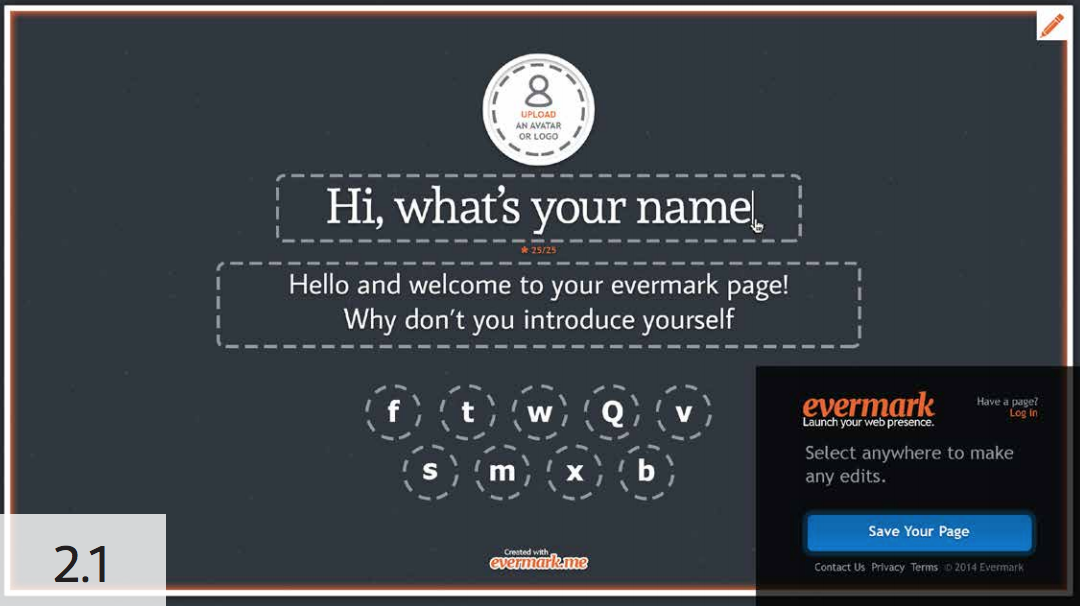 UPLOAD
AN AVATAR
OR LOGO
Hi, what's your name
★ 25/25
Hello and welcome to your evermark page!
Why don't you introduce yourself
f t w Q v
s m x b
Created with
evermark.me
evermark
Launch your web presence.
Have a page?
Log in
Select anywhere to make
any edits.
Save Your Page
Contact Us Privacy Terms © 2014 Evermark
2.1